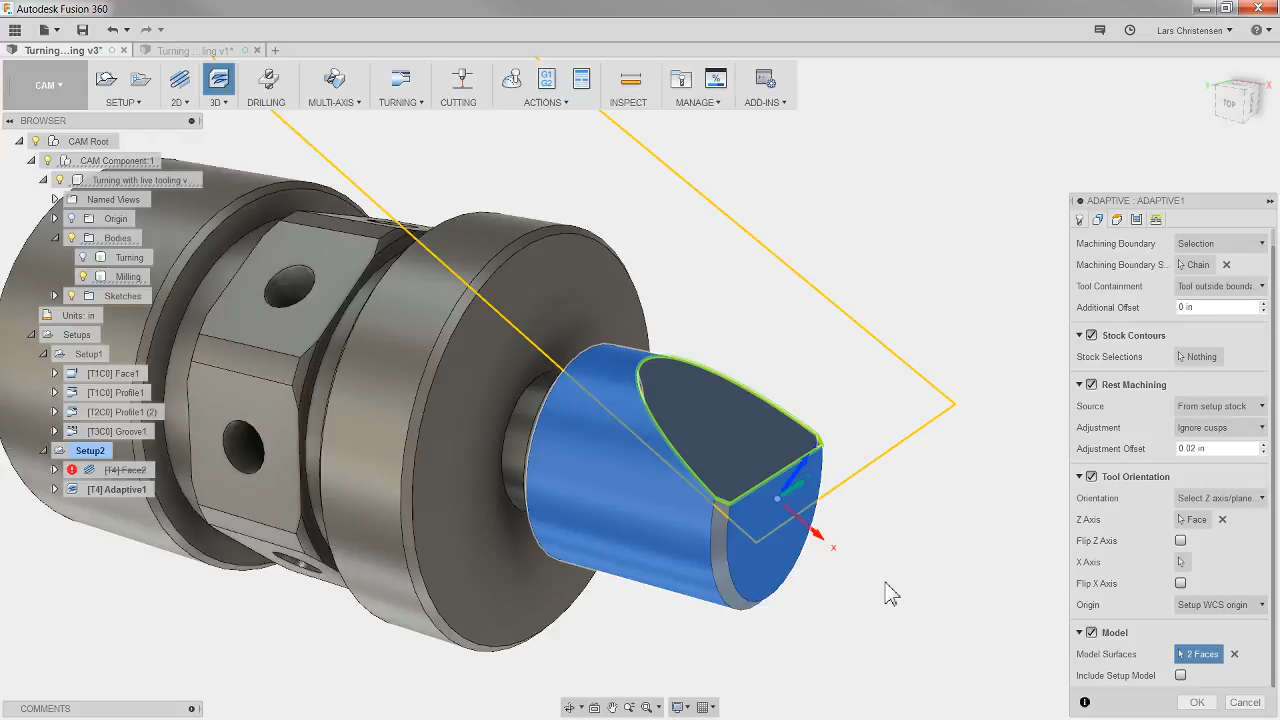 Autodesk Fusion 360
Lars Christensen
Turning...ing v3*
Turning ...ling v1*
CAM
SETUP
2D
3D
DRILLING
MULTI-AXIS
TURNING
CUTTING
G1
G2
ACTIONS
INSPECT
MANAGE
ADD-INS
TOP
Y
X
BROWSER
CAM Root
CAM Component:1
Turning with live tooling v...
Named Views
Origin
Bodies
Turning
Milling
Sketches
Units: in
Setups
Setup1
[T1C0] Face1
[T1C0] Profile1
[T2C0] Profile1 (2)
[T3C0] Groove1
Setup2
[T4] Face2
[T4] Adaptive1
X
ADAPTIVE : ADAPTIVE1
Machining Boundary Selection
Machining Boundary S... Chain
Tool Containment Tool outside bounda...
Additional Offset 0 in
Stock Contours
Stock Selections Nothing
Rest Machining
Source From setup stock
Adjustment Ignore cusps
Adjustment Offset 0.02 in
Tool Orientation
Orientation Select Z axis/plane...
Z Axis Face
Flip Z Axis
X Axis
Flip X Axis
Origin Setup WCS origin
Model
Model Surfaces 2 Faces
Include Setup Model
OK Cancel
COMMENTS